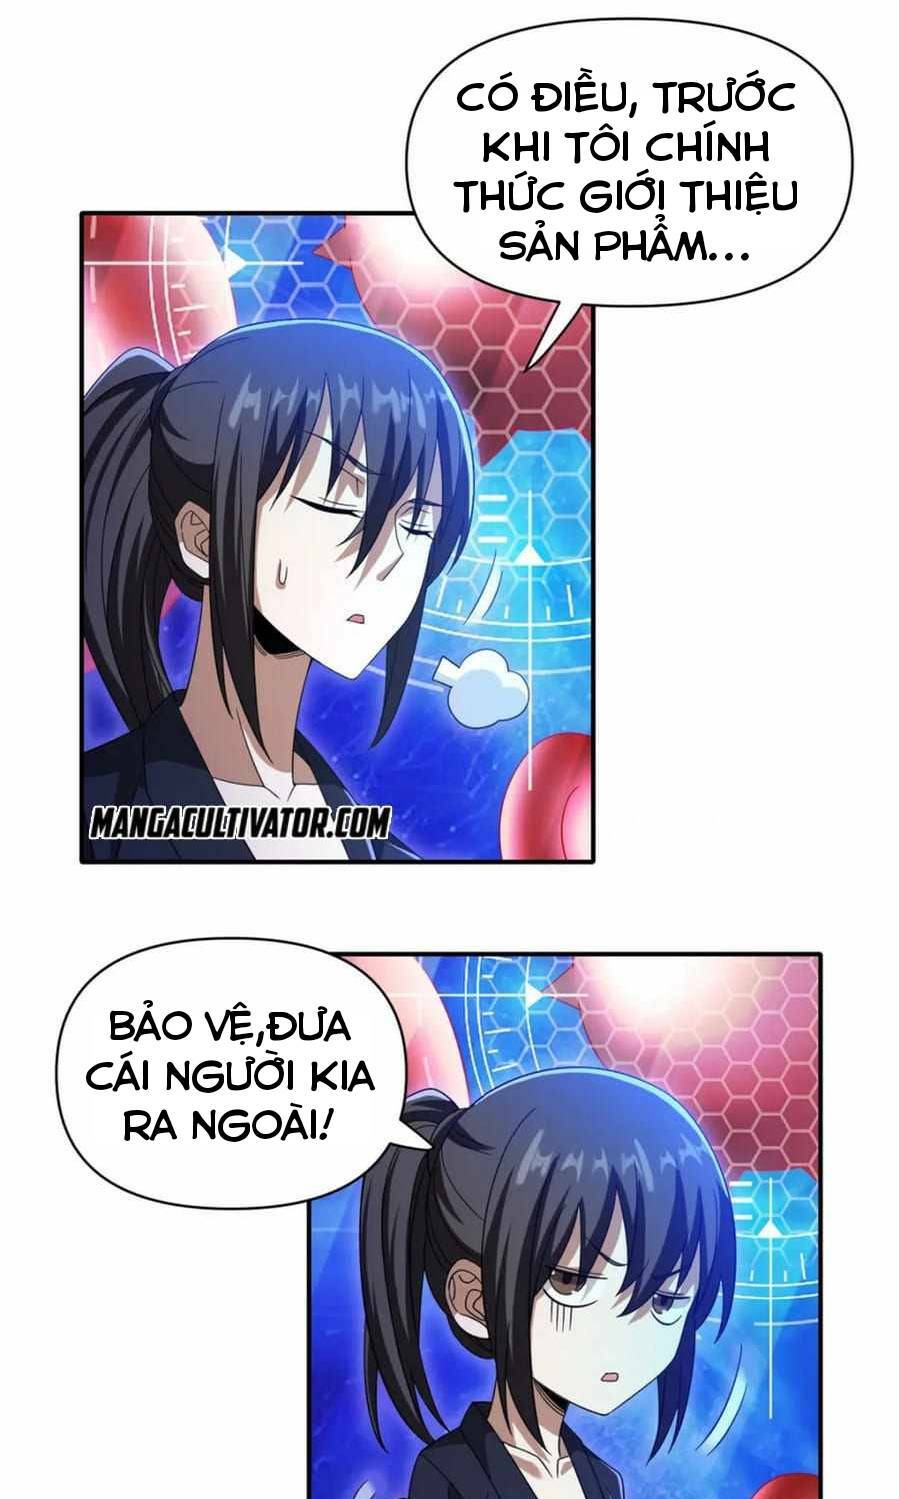 CÓ ĐIỀU, TRƯỚC
KHI TÔI CHÍNH
THỨC GIỚI THIỆU
SẢN PHẨM...
MANGACULTIVATOR.COM
BẢO VỆ,ĐƯA
CÁI NGƯỜI KIA
RA NGOÀI!